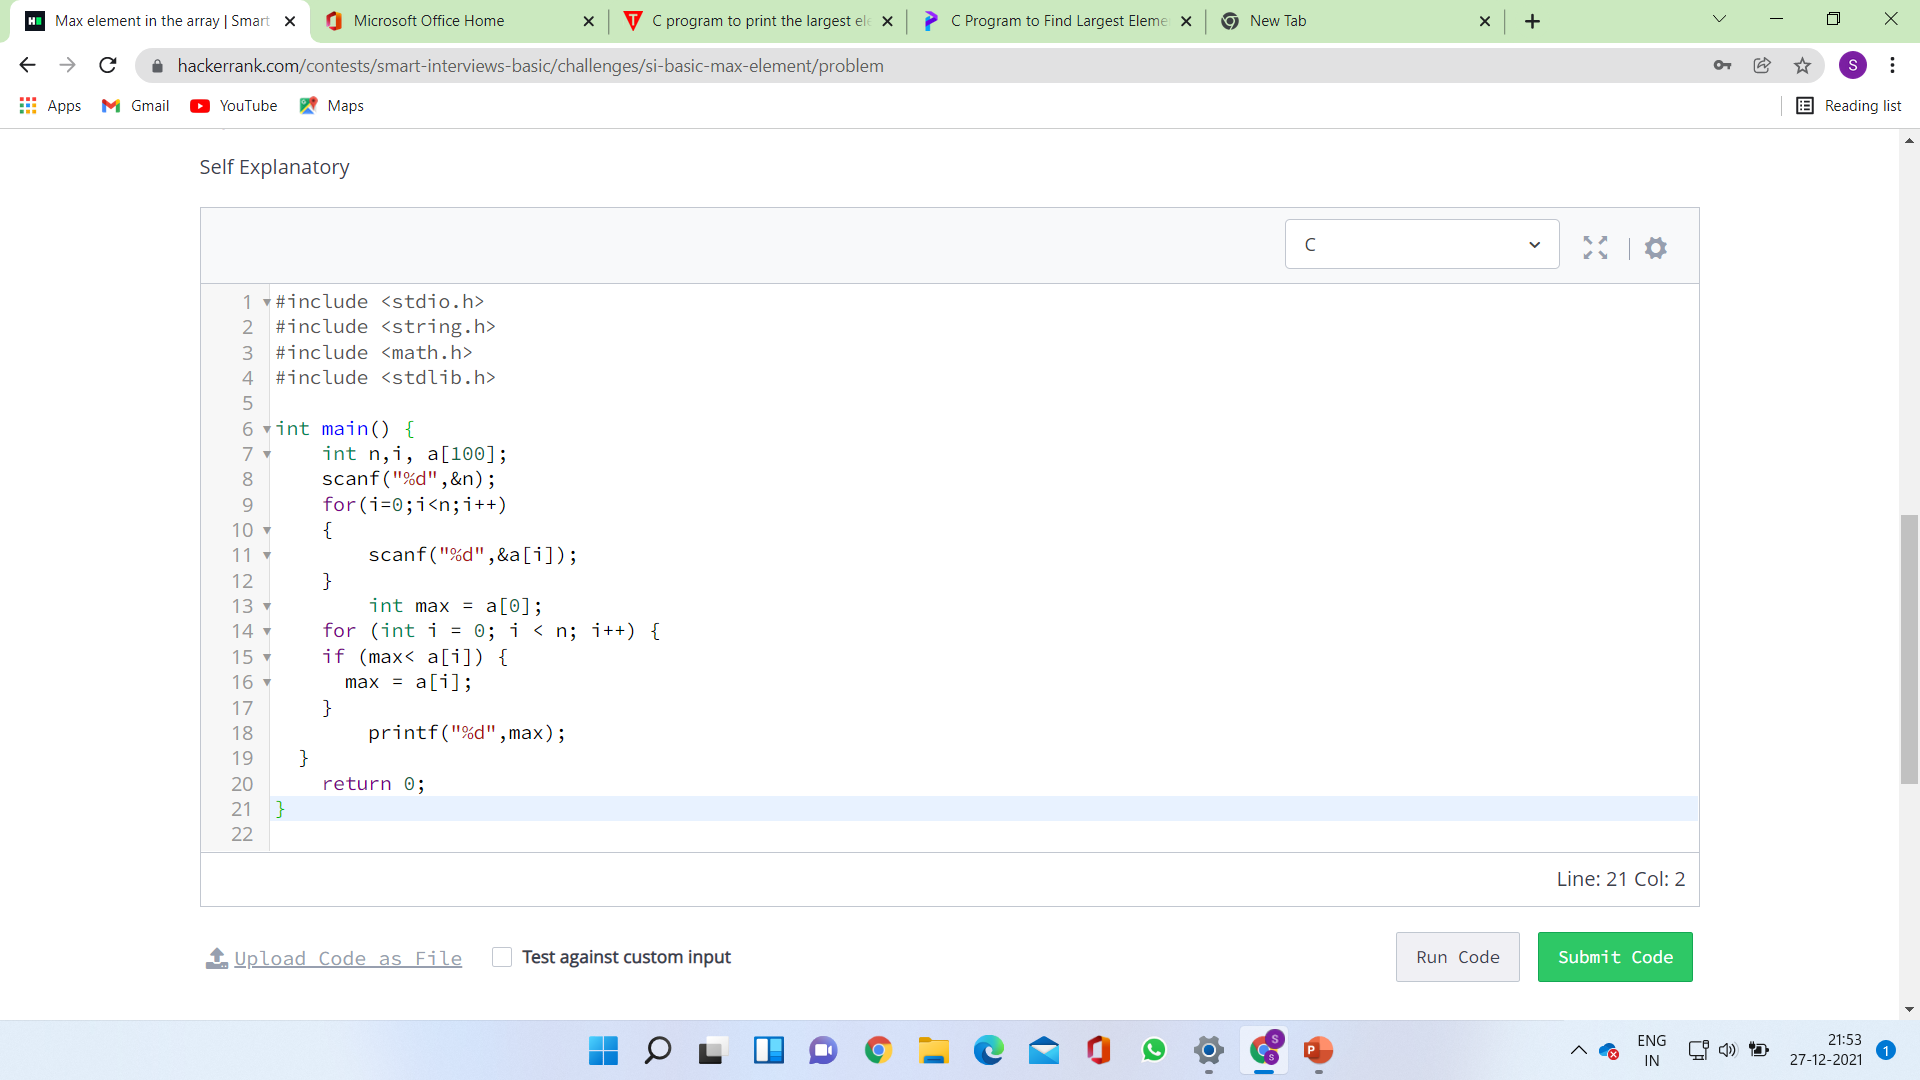 Max element in the array | Smart
Microsoft Office Home
C program to print the largest ele
C Program to Find Largest Eleme
New Tab
hackerrank.com/contests/smart-interviews-basic/challenges/si-basic-max-element/problem
S
Apps
Gmail
YouTube
Maps
Reading list
Self Explanatory
C
1 #include <stdio.h>
2 #include <string.h>
3 #include <math.h>
4 #include <stdlib.h>
5
6 int main() {
7     int n,i, a[100];
8     scanf("%d",&n);
9     for(i=0;i<n;i++)
10     {
11         scanf("%d",&a[i]);
12     }
13         int max = a[0];
14     for (int i = 0; i < n; i++) {
15     if (max< a[i]) {
16       max = a[i];
17     }
18         printf("%d",max);
19   }
20     return 0;
21 }
22
Line: 21 Col: 2
Upload Code as File
Test against custom input
Run Code
Submit Code
ENG
IN
21:53
27-12-2021
1